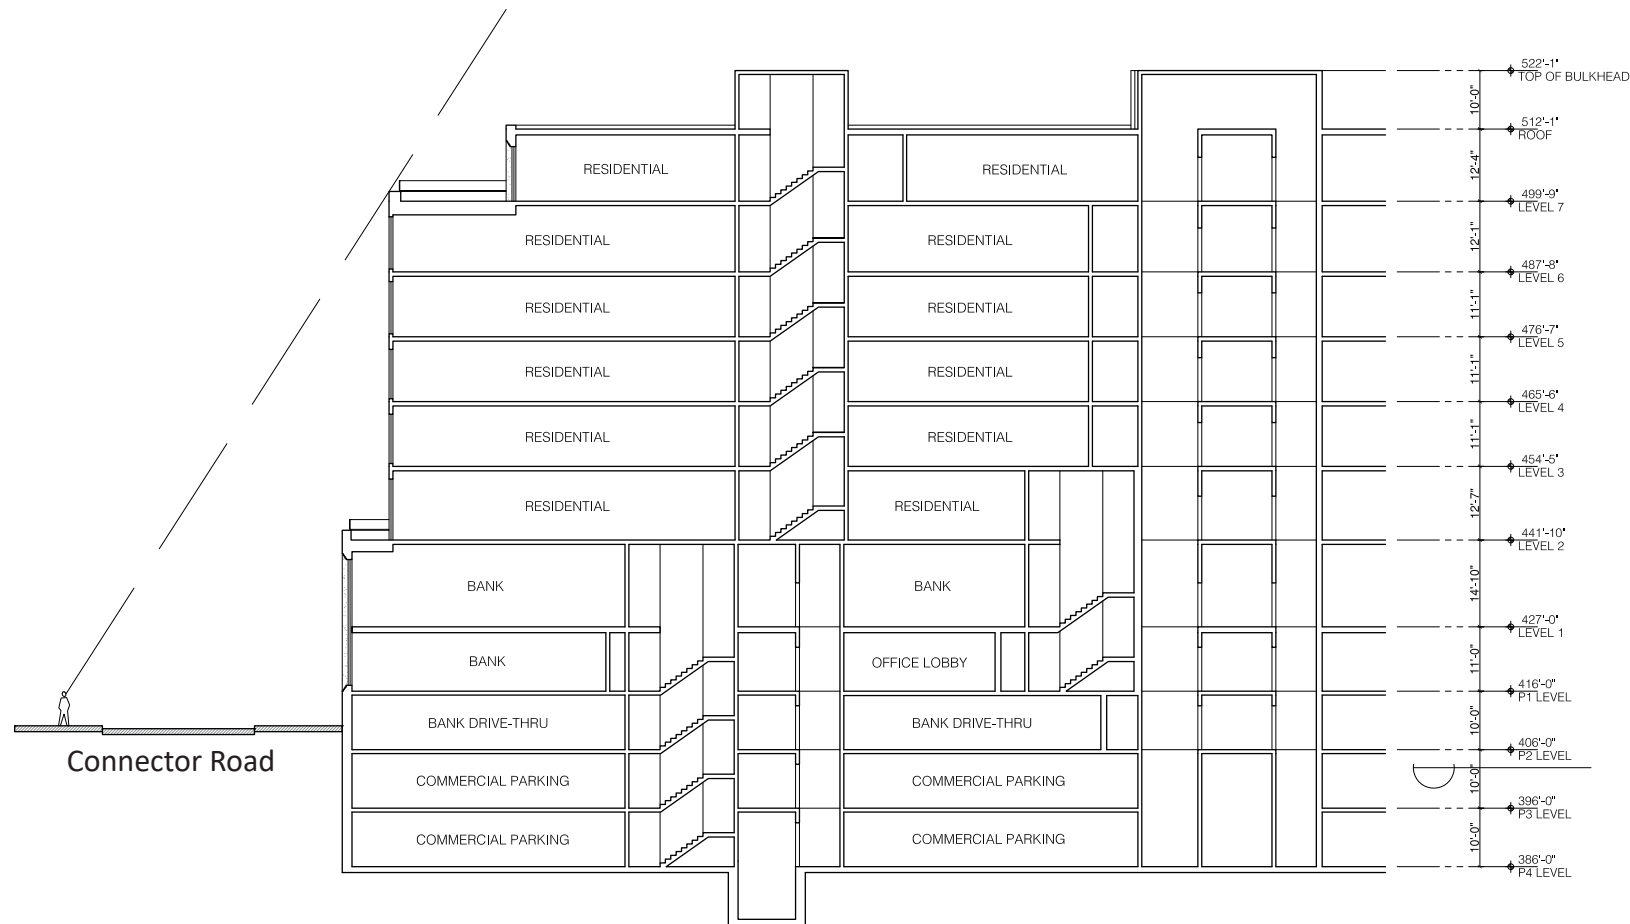 522'-1"
TOP OF BULKHEAD
10'-0"
512'-1"
ROOF
RESIDENTIAL RESIDENTIAL
12'-4"
499'-9"
LEVEL 7
RESIDENTIAL RESIDENTIAL
12'-1"
487'-8"
LEVEL 6
RESIDENTIAL RESIDENTIAL
11'-1"
476'-7"
LEVEL 5
RESIDENTIAL RESIDENTIAL
11'-1"
465'-6"
LEVEL 4
RESIDENTIAL RESIDENTIAL
11'-1"
454'-5"
LEVEL 3
RESIDENTIAL RESIDENTIAL
12'-7"
441'-10"
LEVEL 2
BANK BANK
14'-10"
427'-0"
LEVEL 1
BANK OFFICE LOBBY
11'-0"
416'-0"
P1 LEVEL
BANK DRIVE-THRU BANK DRIVE-THRU
10'-0"
406'-0"
P2 LEVEL
Connector Road
COMMERCIAL PARKING COMMERCIAL PARKING
10'-0"
396'-0"
P3 LEVEL
COMMERCIAL PARKING COMMERCIAL PARKING
10'-0"
386'-0"
P4 LEVEL